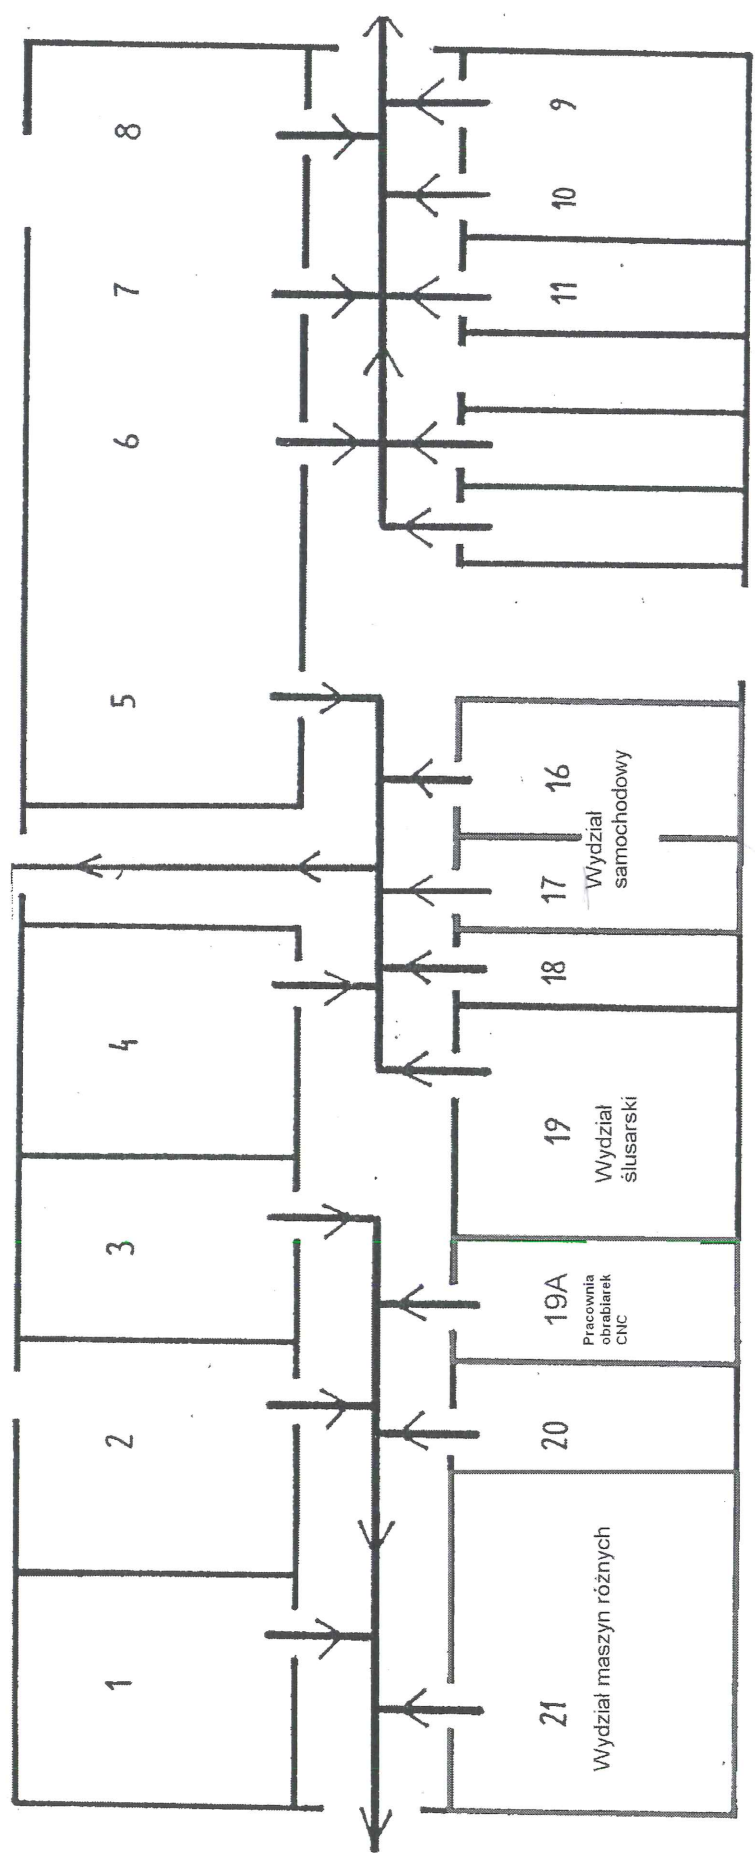 1
2
3
4
5
6
7
8
21
Wydział maszyn różnych
20
19A
Pracownia
obrabiarek
CNC
19
Wydział
ślusarski
18
17
16
Wydział
samochodowy
11
10
9